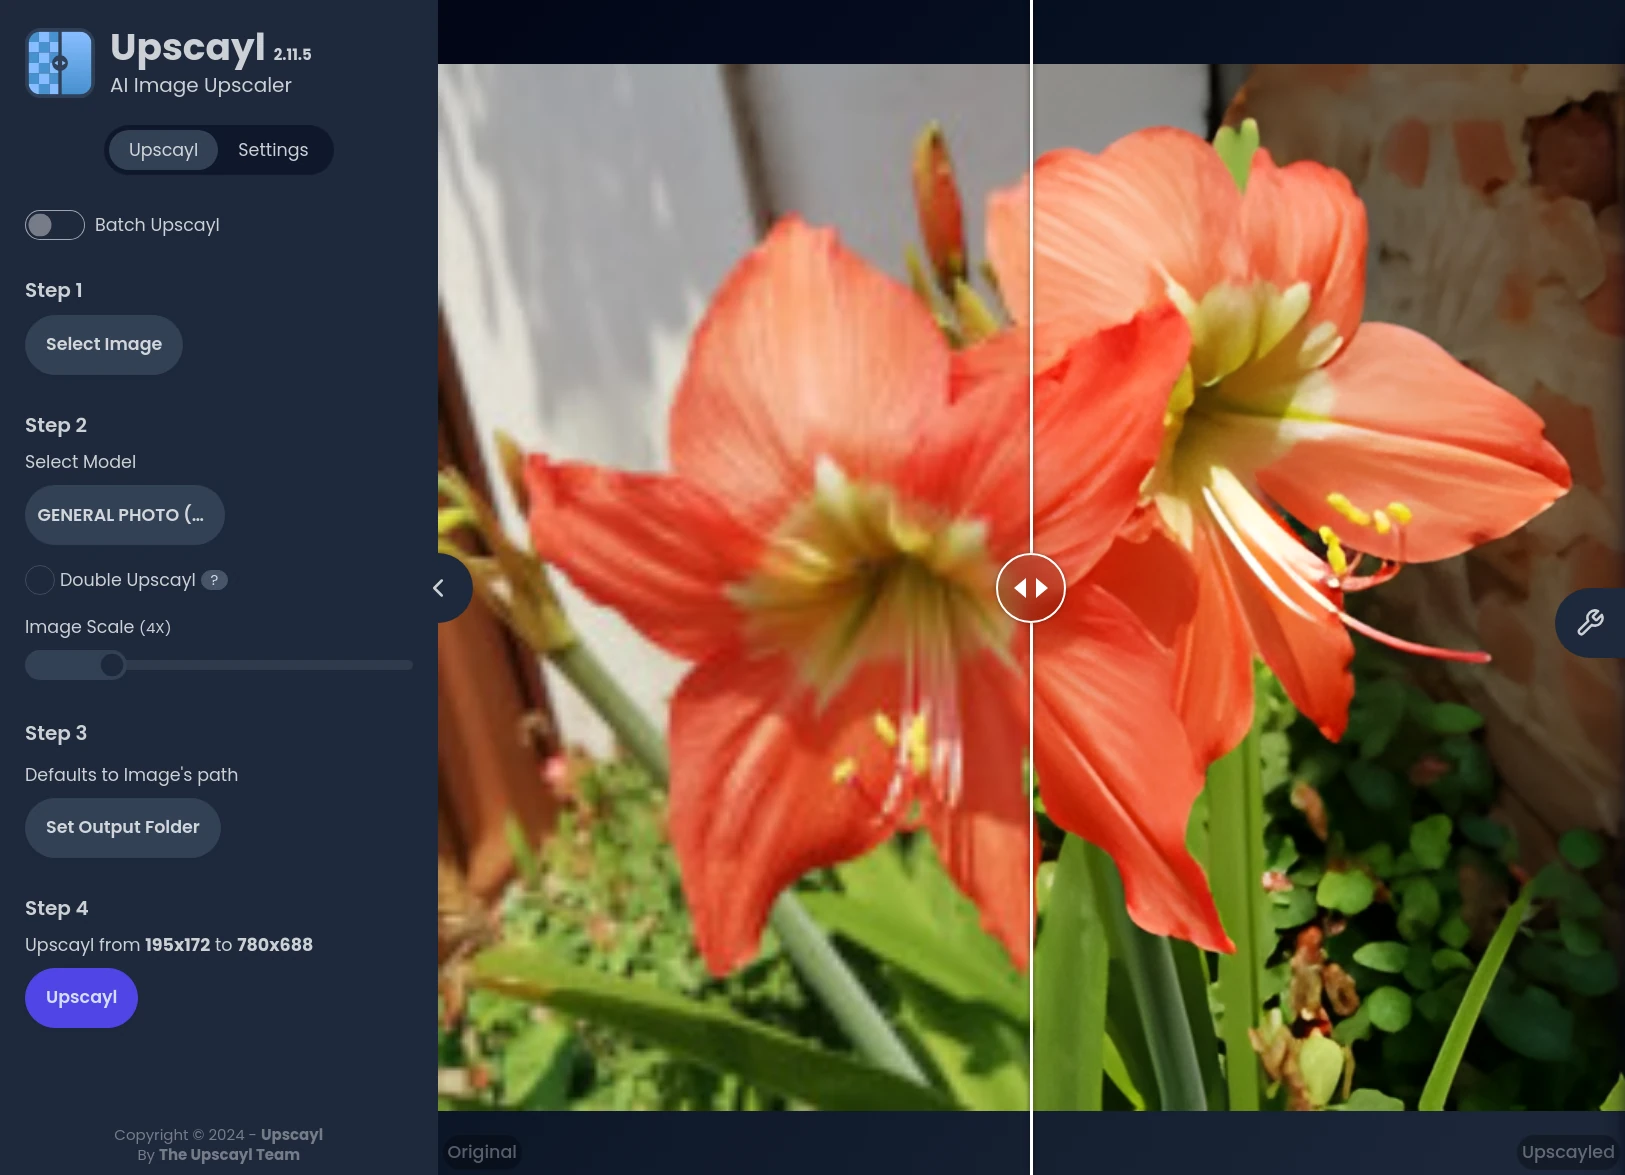 Upscayl 2.11.5
AI Image Upscaler
Upscayl Settings
Batch Upscayl
Step 1
Select Image
Step 2
Select Model
GENERAL PHOTO (...
Double Upscayl ?
Image Scale (4X)
Step 3
Defaults to Image's path
Set Output Folder
Step 4
Upscayl from 195x172 to 780x688
Upscayl
Copyright © 2024 - Upscayl
By The Upscayl Team
Original
Upscayled